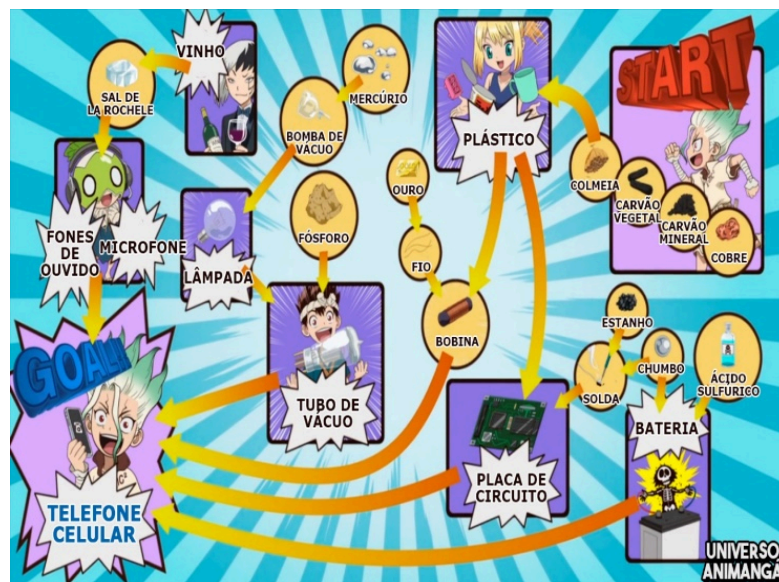 VINHO
SAL DE
LA ROCHELE
MERCÚRIO
BOMBA DE
VÁCUO
PLÁSTICO
START
COLMEIA
CARVÃO
VEGETAL
CARVÃO
MINERAL
COBRE
OURO
FIO
FÓSFORO
LÂMPADA
FONES
DE
OUVIDO
MICROFONE
BOBINA
ESTANHO
CHUMBO
SOLDA
ÁCIDO
SULFÚRICO
BATERIA
GOAL!!
TUBO DE
VÁCUO
PLACA DE
CIRCUITO
TELEFONE
CELULAR
UNIVERSO
ANIMANGA